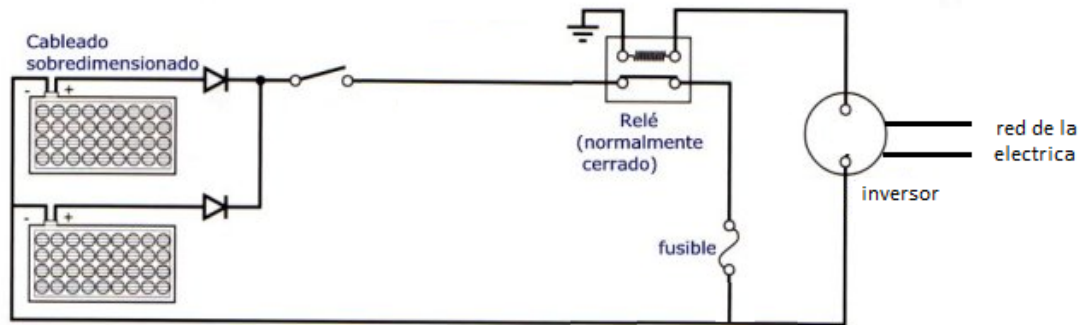 Cableado
sobredimensionado
- +
- +
Relé
(normalmente
cerrado)
fusible
red de la
electrica
inversor